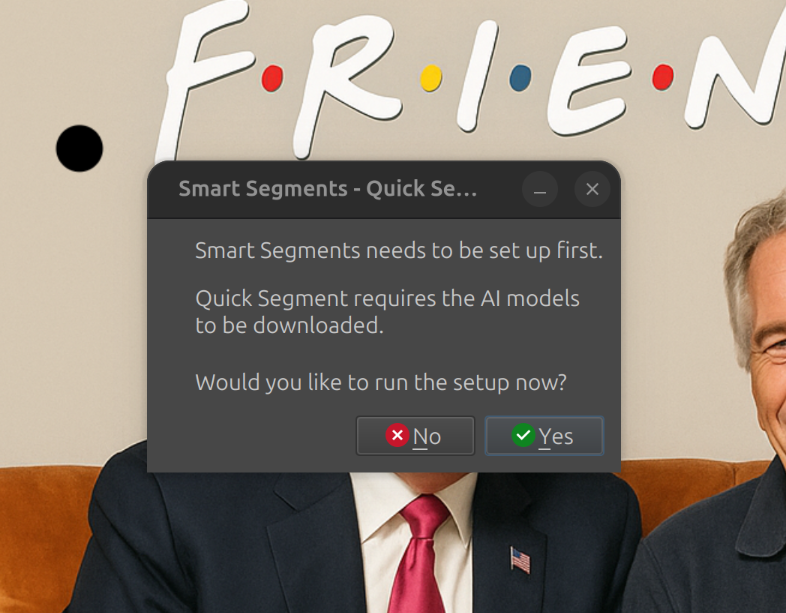 F·R·I·E·N
Smart Segments - Quick Se...
Smart Segments needs to be set up first.
Quick Segment requires the AI models
to be downloaded.
Would you like to run the setup now?
No
Yes